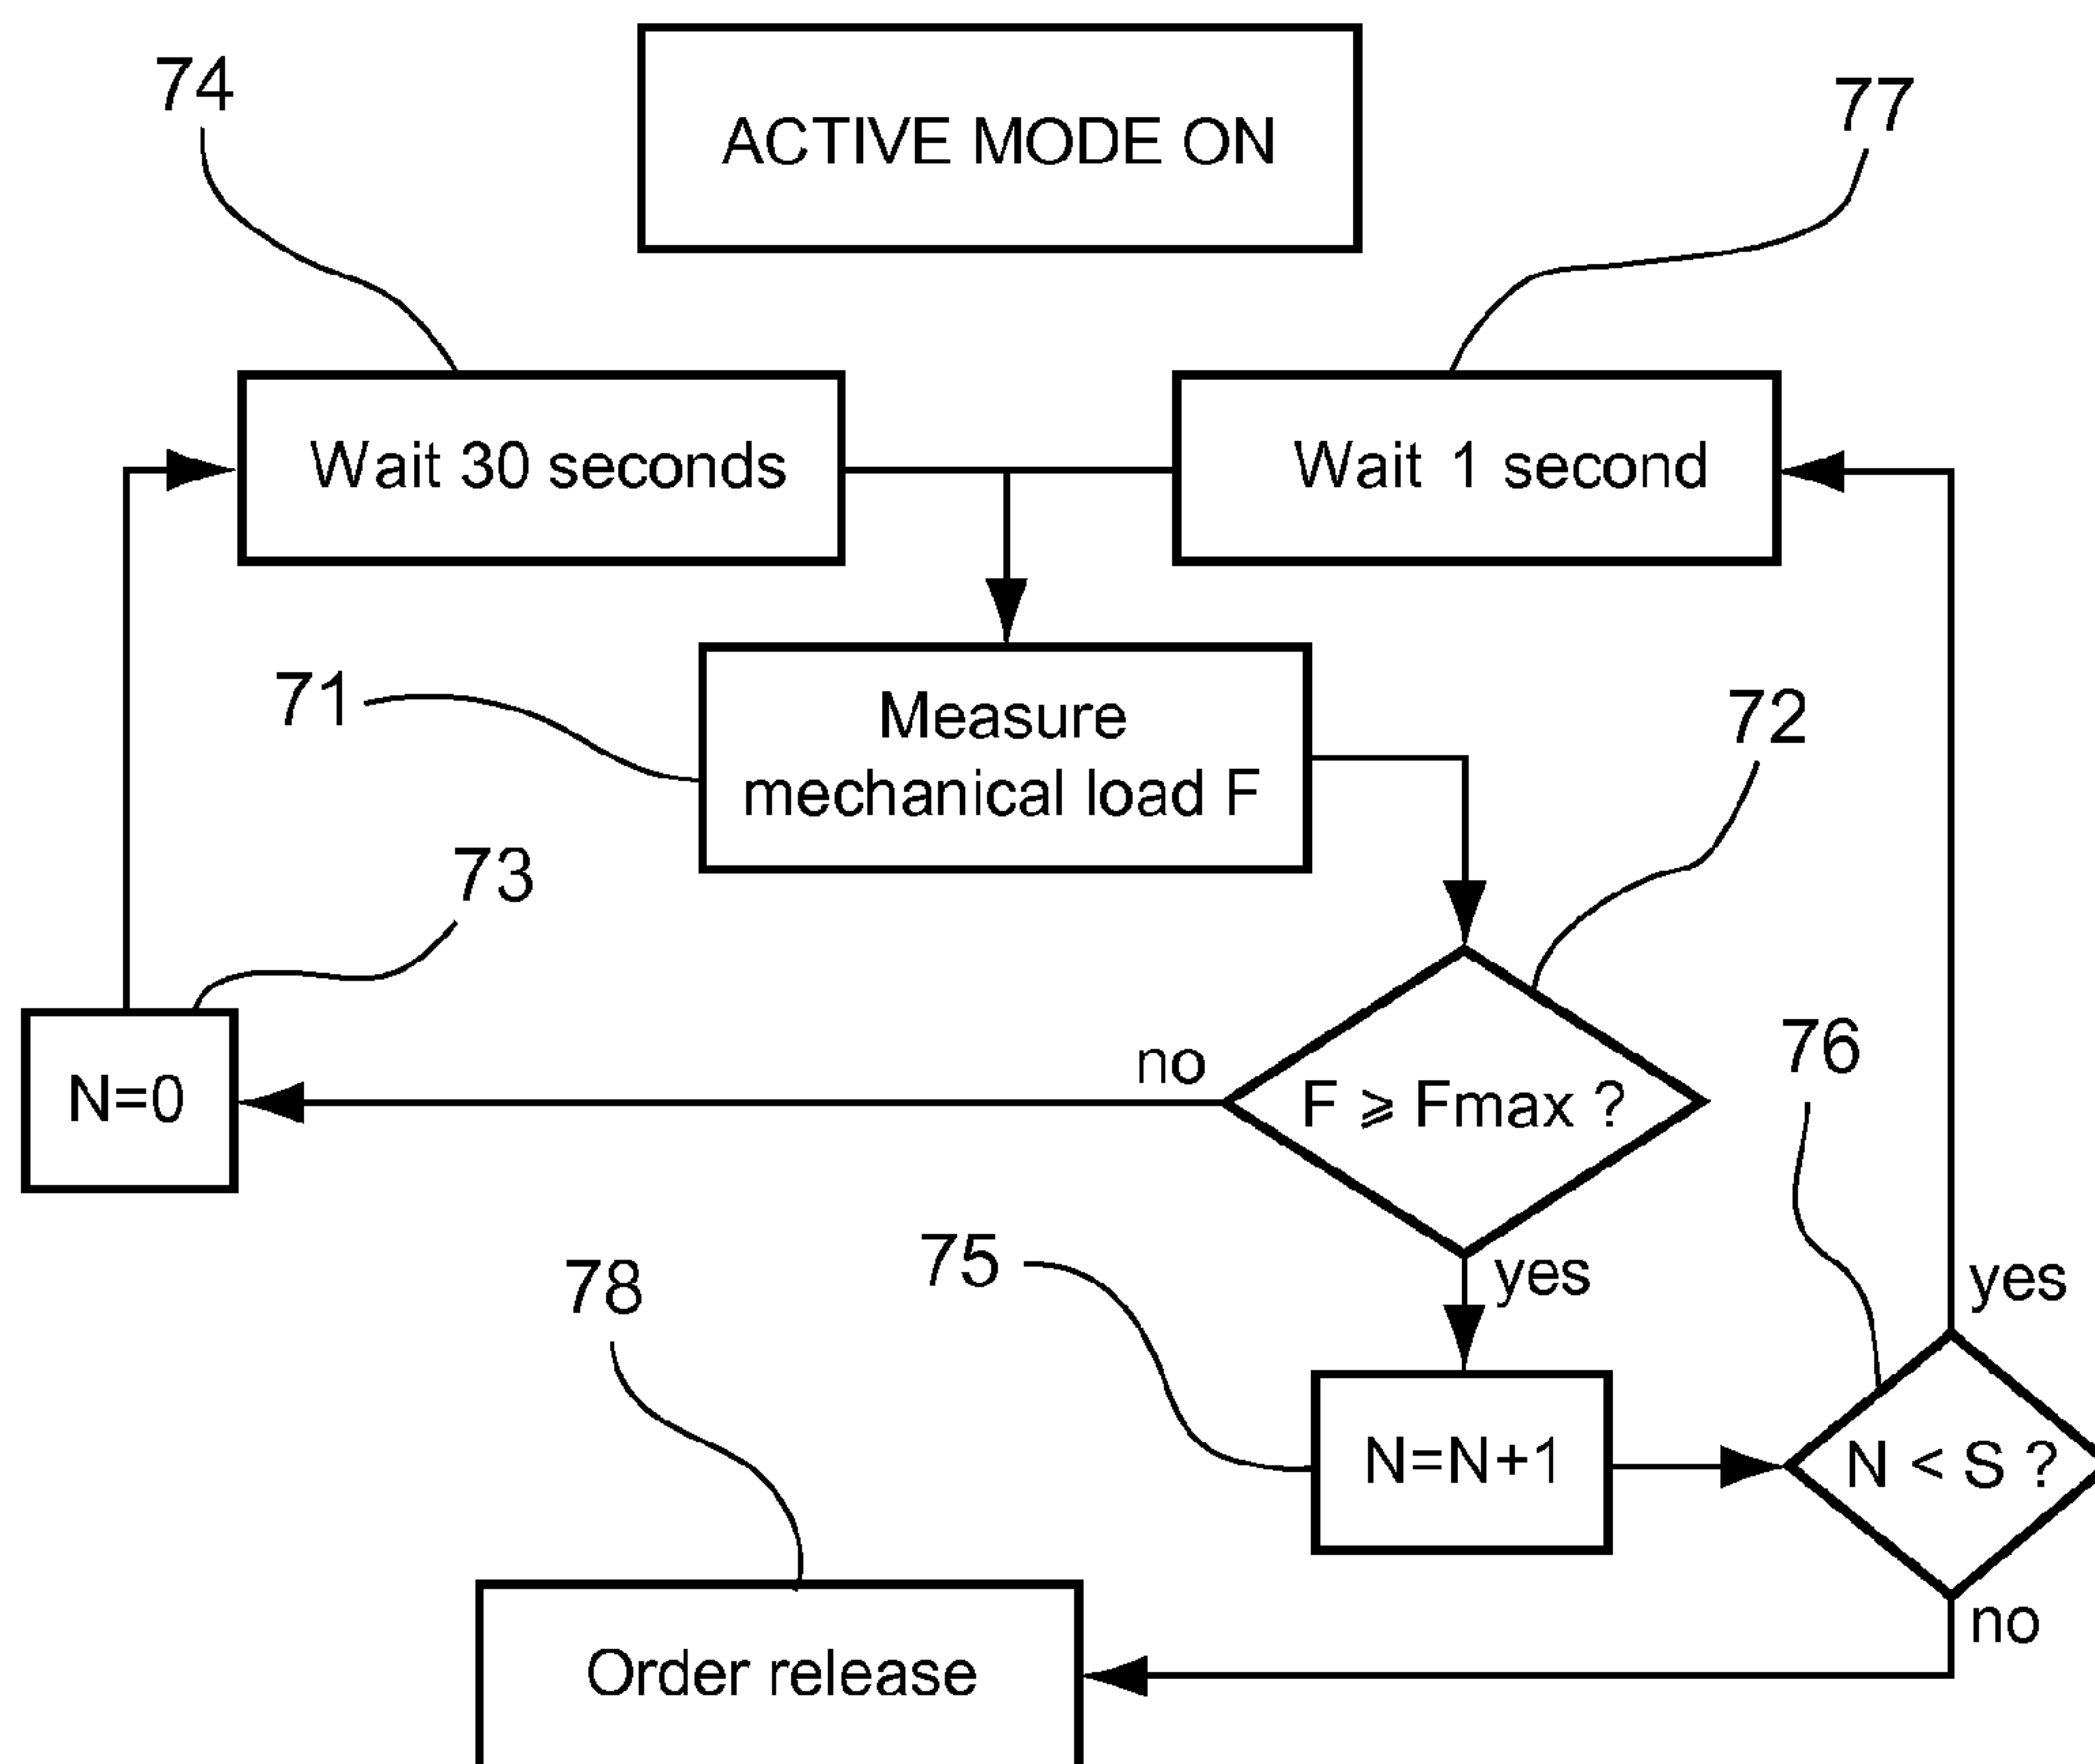 74
ACTIVE MODE ON
77
Wait 30 seconds
Wait 1 second
71
Measure
mechanical load F
72
73
N=0
no
F ⩾ Fmax ?
76
yes
75
78
yes
N=N+1
N < S ?
no
Order release